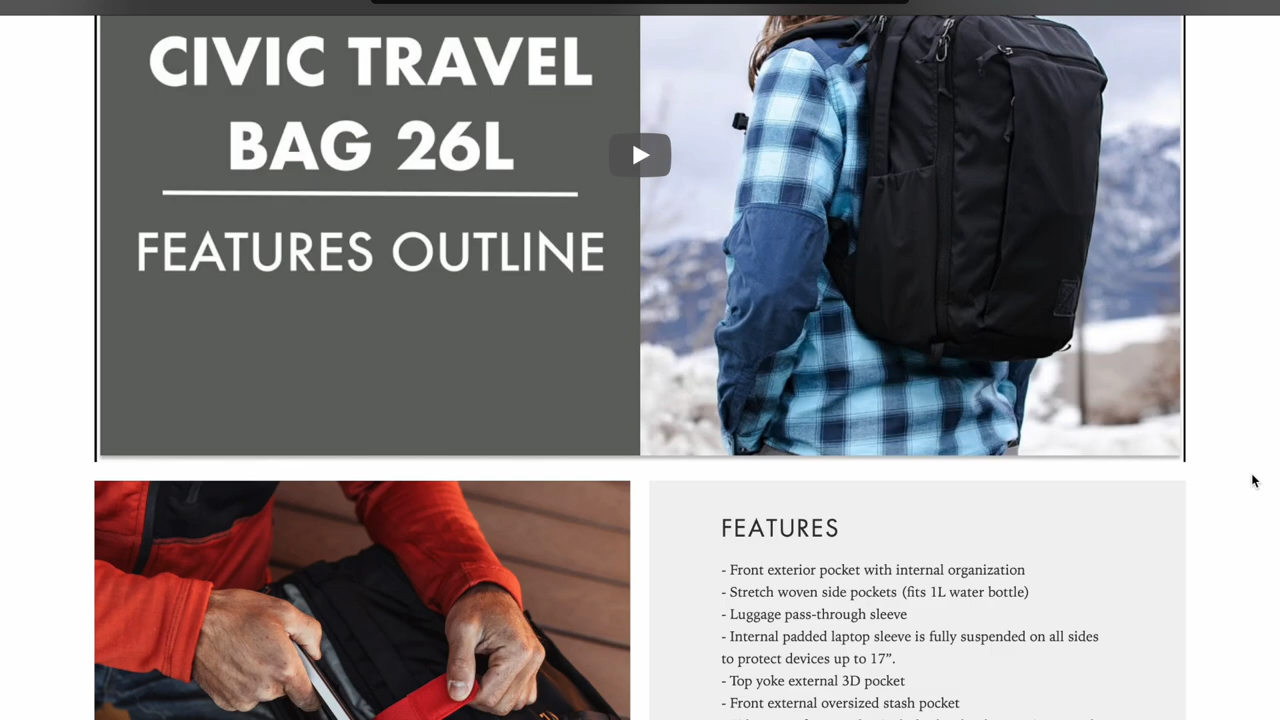 CIVIC TRAVEL
BAG 26L
FEATURES OUTLINE
FEATURES
- Front exterior pocket with internal organization
- Stretch woven side pockets (fits 1L water bottle)
- Luggage pass-through sleeve
- Internal padded laptop sleeve is fully suspended on all sides
to protect devices up to 17”.
- Top yoke external 3D pocket
- Front external oversized stash pocket